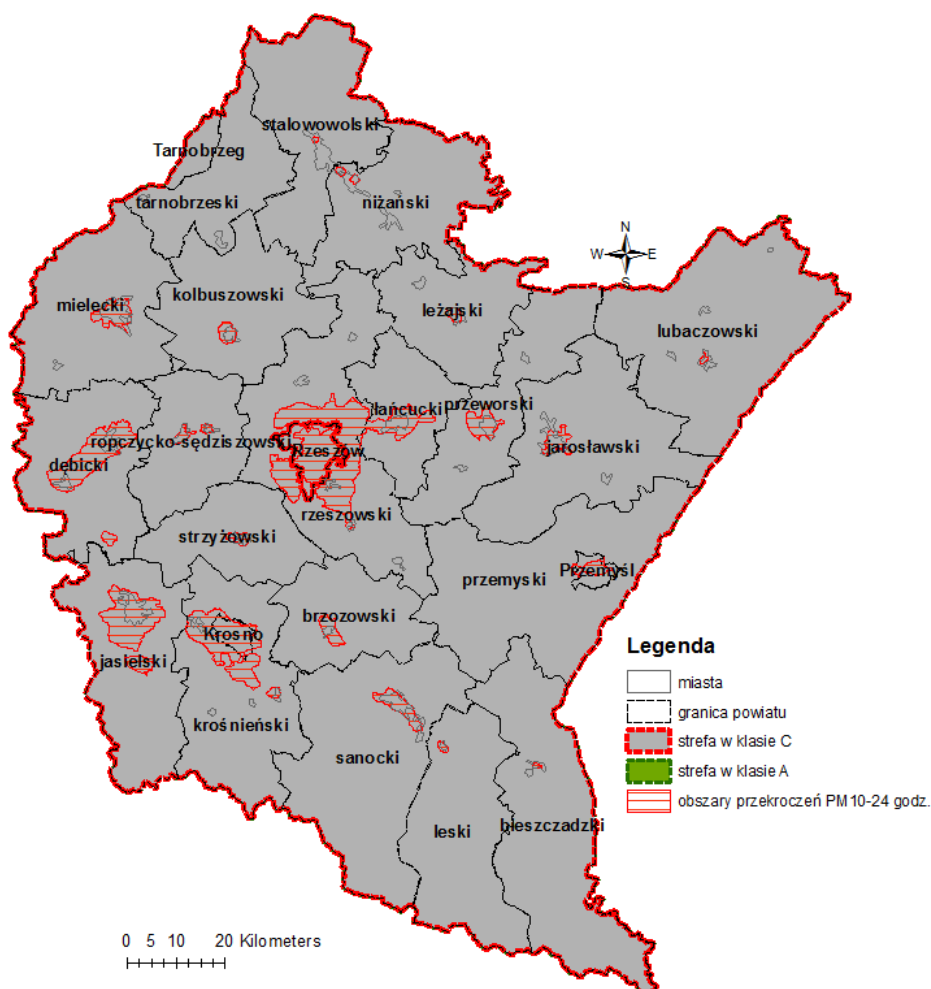 stalowowolski
Tarnobrzeg
tarnobrzeski
niżański
N
W E
S
mielecki
kolbuszowski
leżajski
lubaczowski
łańcucki
przeworski
ropczycko-sędziszowski
Rzeszów
jarosławski
dębicki
rzeszowski
strzyżowski
przemyski
Przemyśl
brzozowski
Krosno
jasielski
krośnieński
sanocki
leski
bieszczadzki
Legenda
miasta
granica powiatu
strefa w klasie C
strefa w klasie A
obszary przekroczeń PM10-24 godz.
0 5 10 20 Kilometers